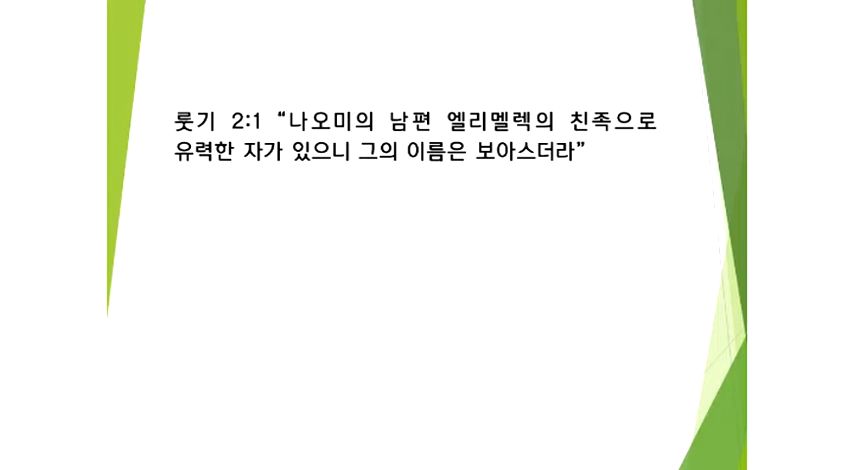 룻기 2:1 “나오미의 남편 엘리멜렉의 친족으로
유력한 자가 있으니 그의 이름은 보아스더라”